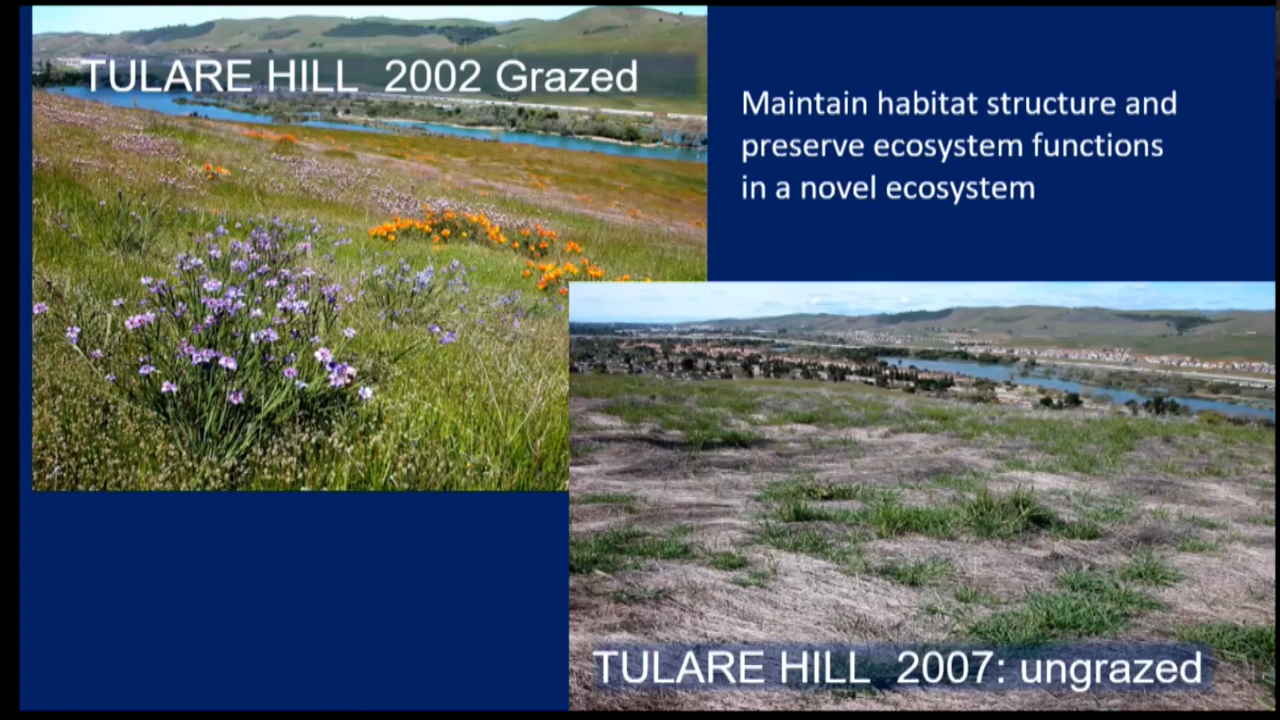 TULARE HILL 2002 Grazed
Maintain habitat structure and
preserve ecosystem functions
in a novel ecosystem
TULARE HILL 2007: ungrazed